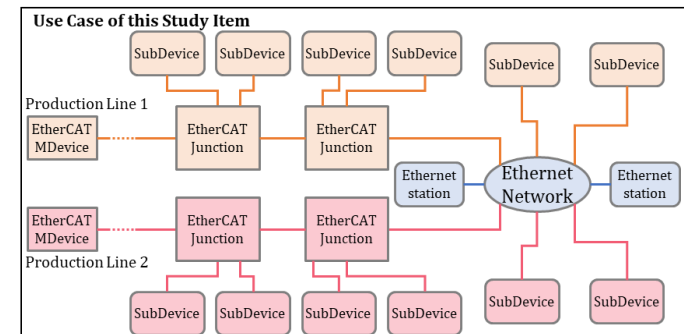 Use Case of this Study Item
SubDevice
SubDevice
SubDevice
SubDevice
SubDevice
SubDevice
Production Line 1
EtherCAT
MDevice
EtherCAT
Junction
EtherCAT
Junction
Ethernet
station
Ethernet
Network
Ethernet
station
EtherCAT
MDevice
EtherCAT
Junction
EtherCAT
Junction
Production Line 2
SubDevice
SubDevice
SubDevice
SubDevice
SubDevice
SubDevice